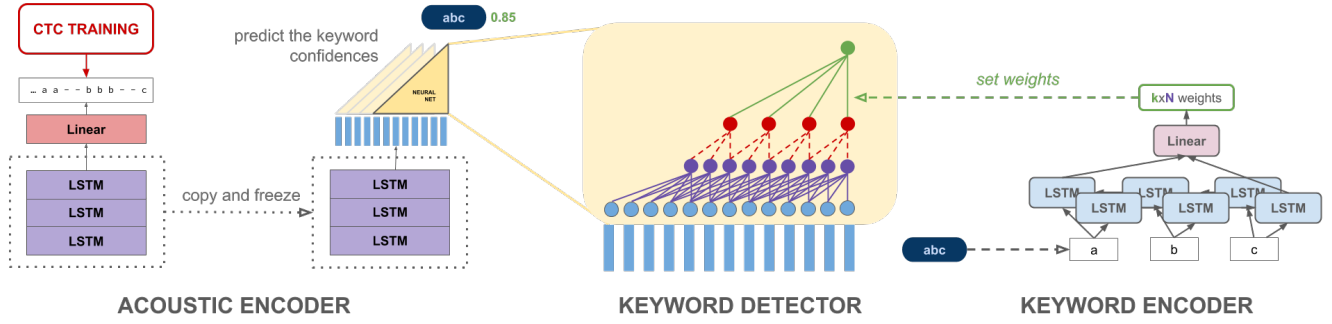 CTC TRAINING
... a a - - b b b - - c
Linear
LSTM
LSTM
LSTM
copy and freeze
predict the keyword
confidences
abc 0.85
NEURAL
NET
LSTM
LSTM
LSTM
ACOUSTIC ENCODER
KEYWORD DETECTOR
set weights
kxN weights
Linear
LSTM LSTM LSTM
LSTM LSTM LSTM
abc
a b c
KEYWORD ENCODER